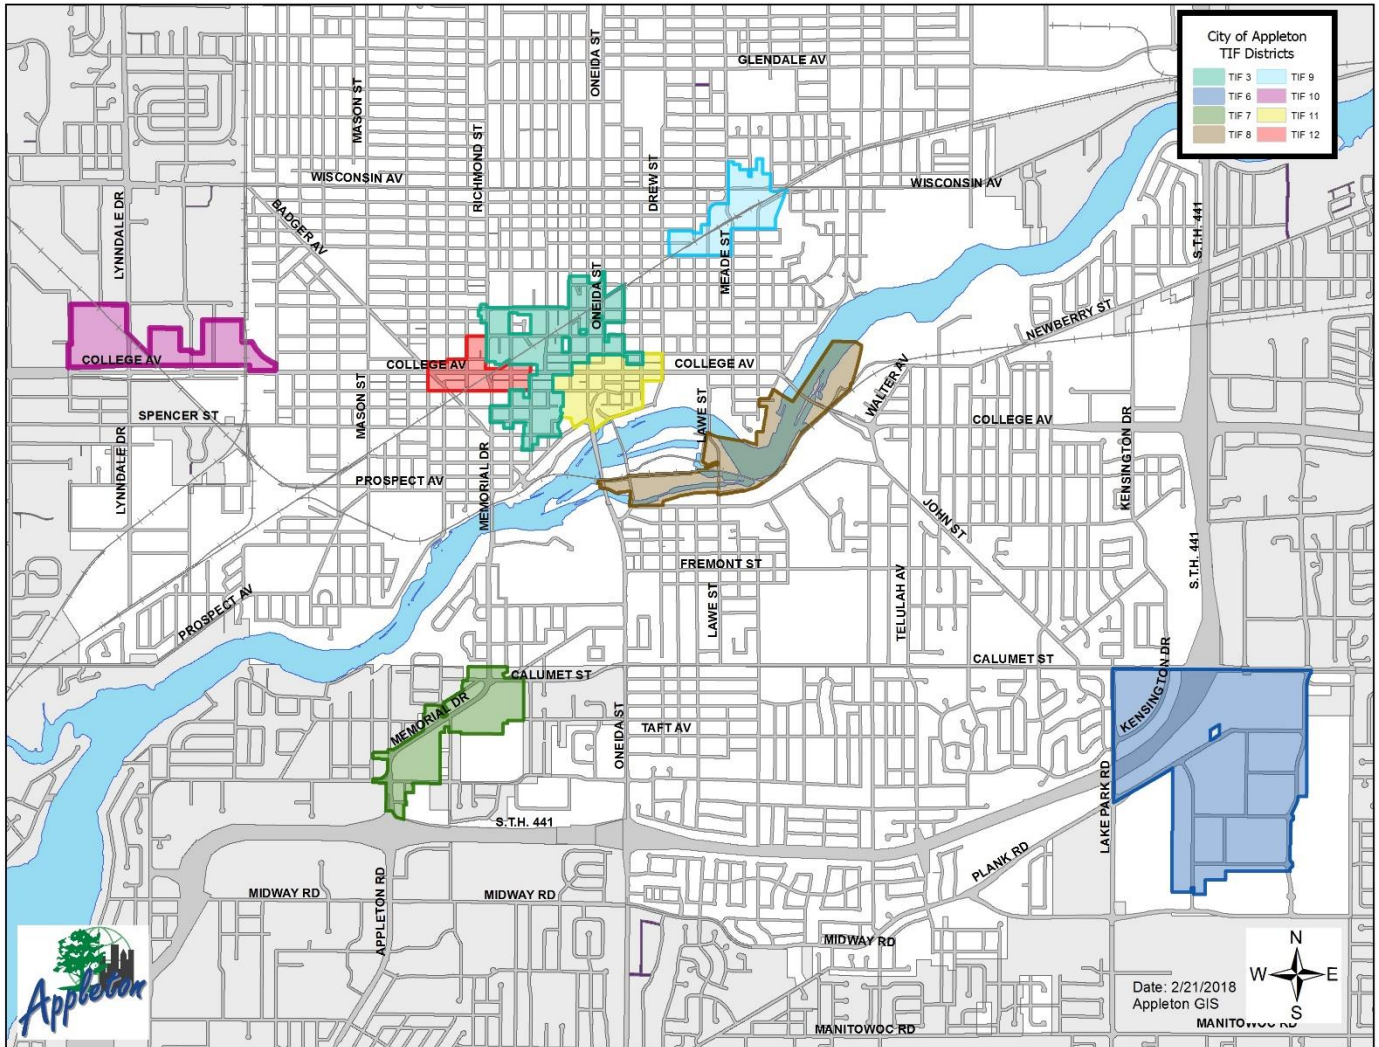 City of Appleton
TIF Districts
TIF 3
TIF 9
TIF 6
TIF 10
TIF 7
TIF 11
TIF 8
TIF 12
ONEIDA ST
GLENDALE AV
MASON ST
RICHMOND ST
WISCONSIN AV
DREW ST
WISCONSIN AV
LYNNDALE DR
BADGER AV
S.T.H. 441
MEADE ST
ONEIDA ST
NEWBERRY ST
COLLEGE AV
COLLEGE AV
COLLEGE AV
WALTER AV
MASON ST
LAWE ST
SPENCER ST
COLLEGE AV
KENSINGTON DR
LYNNDALE DR
MEMORIAL DR
PROSPECT AV
JOHN ST
FREMONT ST
S.T.H. 441
PROSPECT AV
LAWE ST
TELULAH AV
CALUMET ST
CALUMET ST
KENSINGTON DR
MEMORIAL DR
ONEIDA ST
TAFT AV
LAKE PARK RD
S.T.H. 441
PLANK RD
MIDWAY RD
MIDWAY RD
APPLETON RD
MIDWAY RD
Appleton
N
W
E
S
Date: 2/21/2018
Appleton GIS
MANITOWOC RD
MANITOWOC RD